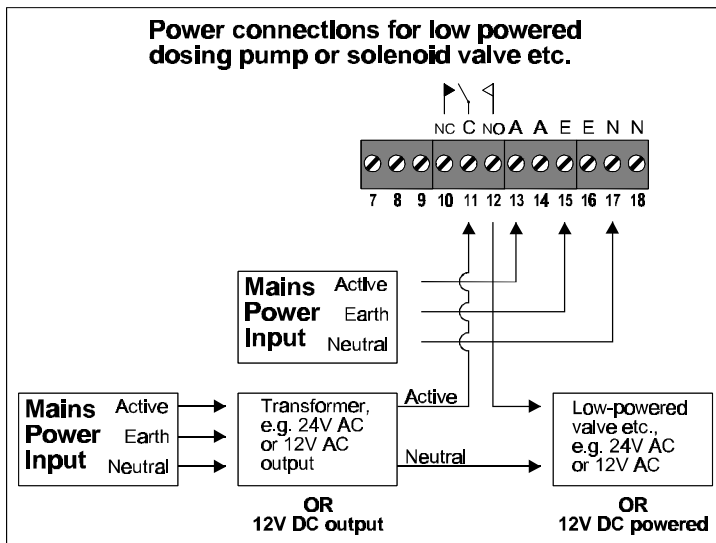 Power connections for low powered
dosing pump or solenoid valve etc.
NC C NO A A E E N N
7 8 9 10 11 12 13 14 15 16 17 18
Mains Power Input
Active
Earth
Neutral
Mains Power Input
Active
Earth
Neutral
Transformer,
e.g. 24V AC
or 12V AC
output
Active
Neutral
Low-powered
valve etc.,
e.g. 24V AC
or 12V AC
OR
12V DC output
OR
12V DC powered